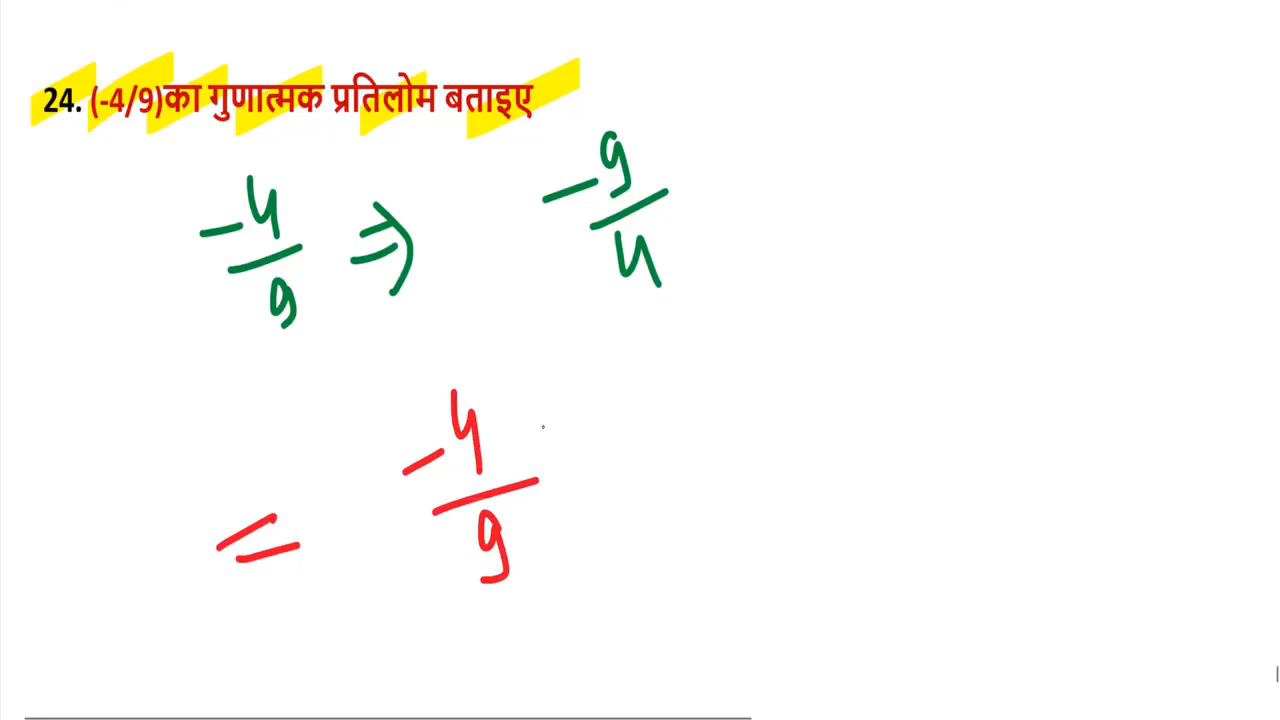 24. (-4/9)का गुणात्मक प्रतिलोम बताइए
-4/9 ⇒ -9/4
= -4/9